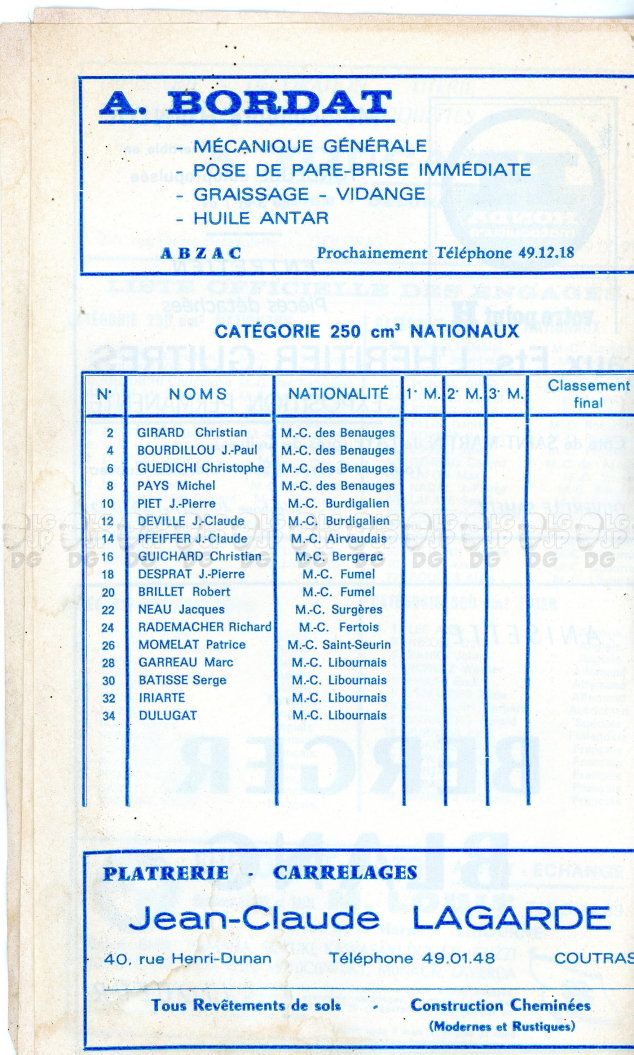 A. BORDAT
- MÉCANIQUE GÉNÉRALE
- POSE DE PARE-BRISE IMMÉDIATE
- GRAISSAGE - VIDANGE
- HUILE ANTAR
ABZAC Prochainement Téléphone 49.12.18
CATÉGORIE 250 cm³ NATIONAUX
N° NOMS NATIONALITÉ 1° M. 2° M. 3° M. Classement final
2 GIRARD Christian M.-C. des Benauges
4 BOURDILLOU J.-Paul M.-C. des Benauges
6 GUEDICHI Christophe M.-C. des Benauges
8 PAYS Michel M.-C. des Benauges
10 PIET J.-Pierre M.-C. Burdigalien
12 DEVILLE J.-Claude M.-C. Burdigalien
14 PFEIFFER J.-Claude M.-C. Airvaudais
16 GUICHARD Christian M.-C. Bergerac
18 DESPRAT J.-Pierre M.-C. Fumel
20 BRILLET Robert M.-C. Fumel
22 NEAU Jacques M.-C. Surgères
24 RADEMACHER Richard M.-C. Fertois
26 MOMELAT Patrice M.-C. Saint-Seurin
28 GARREAU Marc M.-C. Libournais
30 BATISSE Serge M.-C. Libournais
32 IRIARTE M.-C. Libournais
34 DULUGAT M.-C. Libournais
PLATRERIE - CARRELAGES
Jean-Claude LAGARDE
40, rue Henri-Dunan Téléphone 49.01.48 COUTRAS
Tous Revêtements de sols - Construction Cheminées
(Modernes et Rustiques)